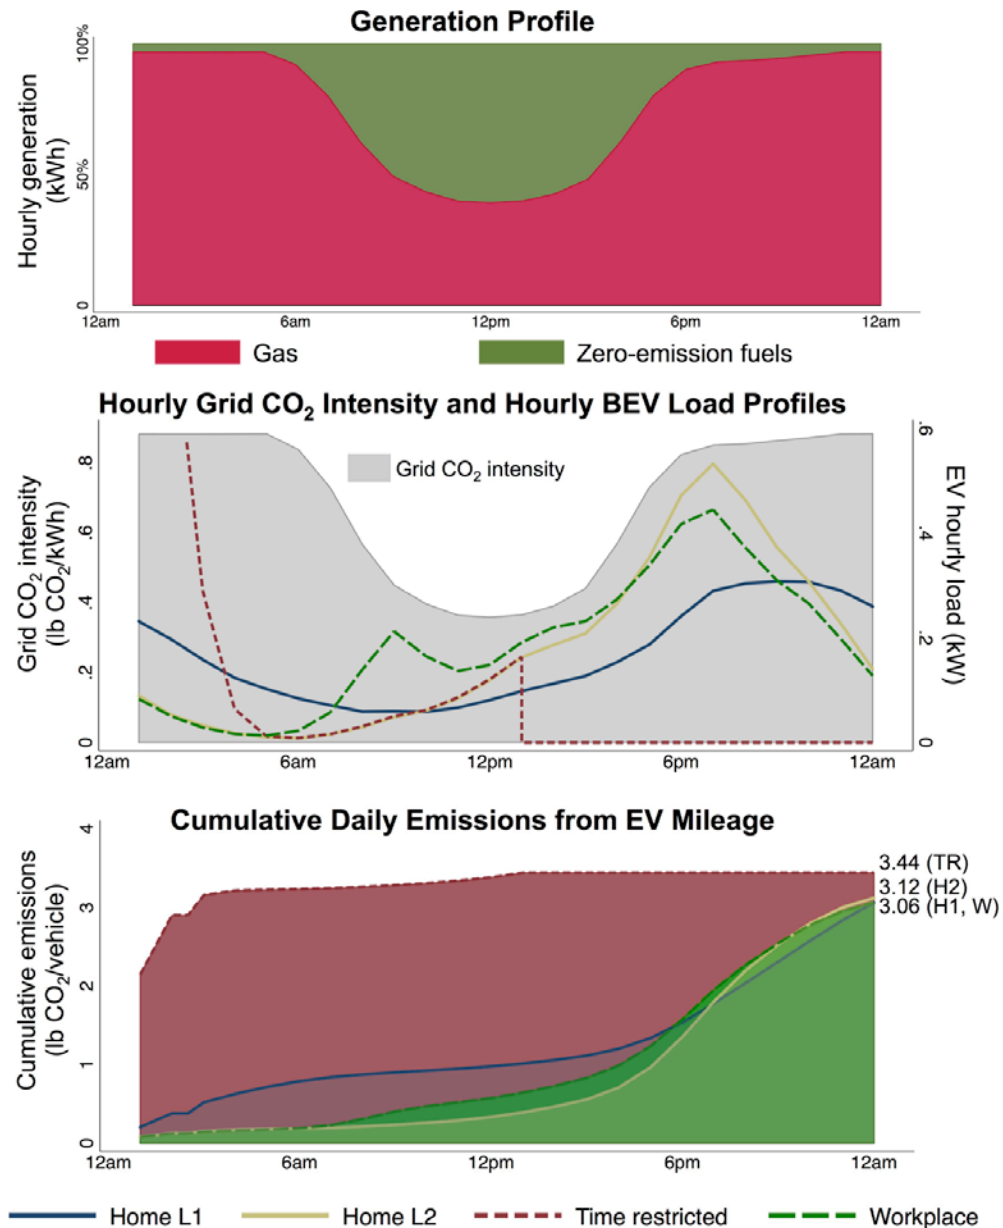 Generation Profile
Hourly generation
(kWh)
100%
50%
0
12am 6am 12pm 6pm 12am
Gas Zero-emission fuels
Hourly Grid CO₂ Intensity and Hourly BEV Load Profiles
Grid CO₂ intensity
(lb CO₂/kWh)
.8
.6
.4
.2
0
Grid CO₂ intensity
.6
.4
.2
0
EV hourly load (kW)
12am 6am 12pm 6pm 12am
Cumulative Daily Emissions from EV Mileage
Cumulative emissions
(lb CO₂/vehicle)
4
3
2
1
0
3.44 (TR)
3.12 (H2)
3.06 (H1, W)
12am 6am 12pm 6pm 12am
Home L1 Home L2 Time restricted Workplace